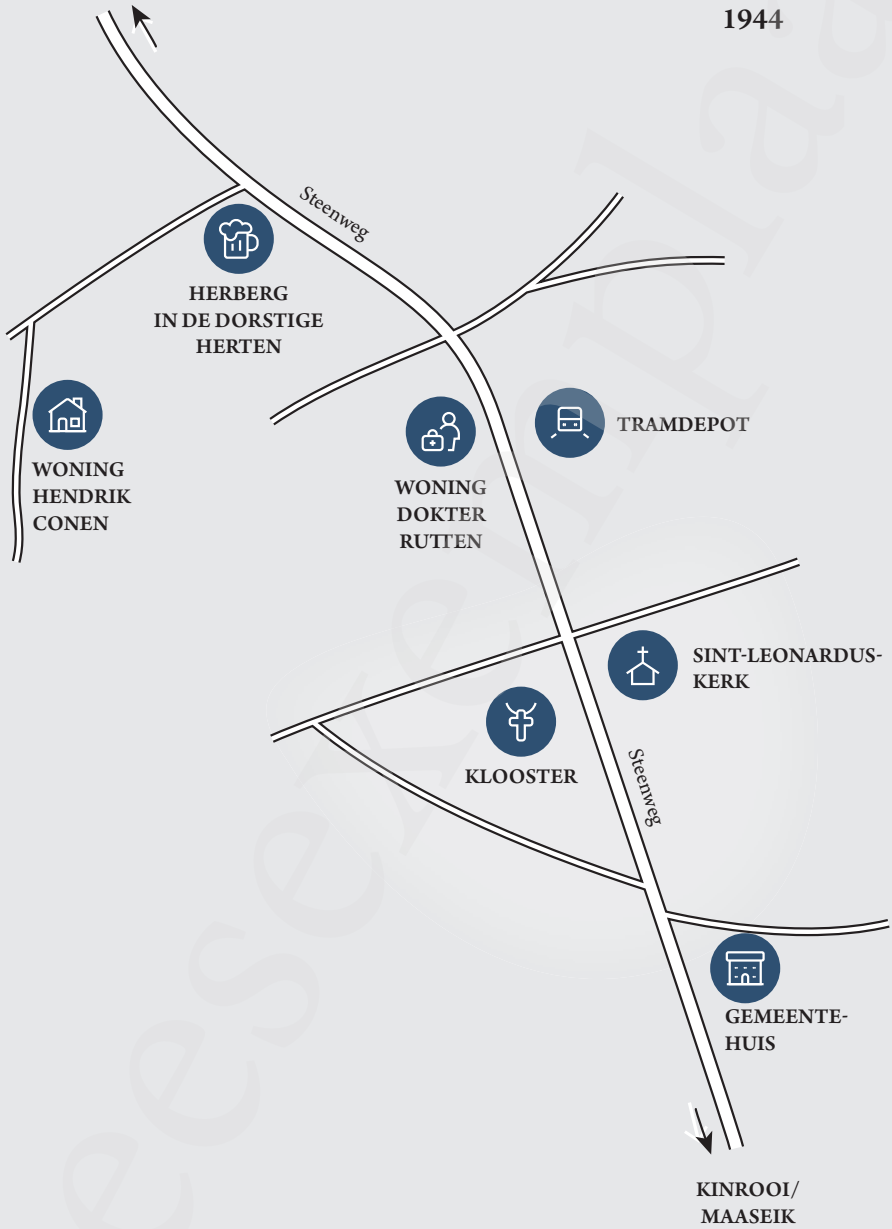 1944
Steenweg
HERBERG
IN DE DORSTIGE
HERTEN
WONING
HENDRIK
CONEN
WONING
DOKTER
RUTTEN
TRAMDEPOT
SINT-LEONARDUS-
KERK
KLOOSTER
Steenweg
GEMEENTE-
HUIS
KINROOI/
MAASEIK
leesexemplaar